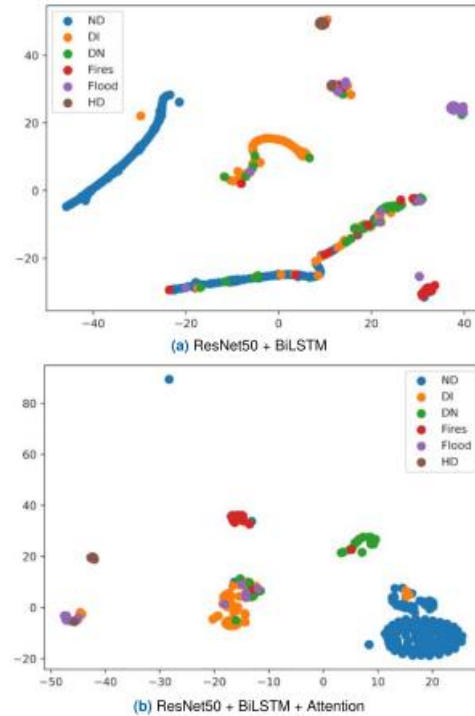 ND
DI
DN
Fires
Flood
HD
40
20
0
−20
−40 −20 0 20 40
(a) ResNet50 + BiLSTM
ND
DI
DN
Fires
Flood
HD
80
60
40
20
0
−20
−50 −40 −30 −20 −10 0 10 20
(b) ResNet50 + BiLSTM + Attention